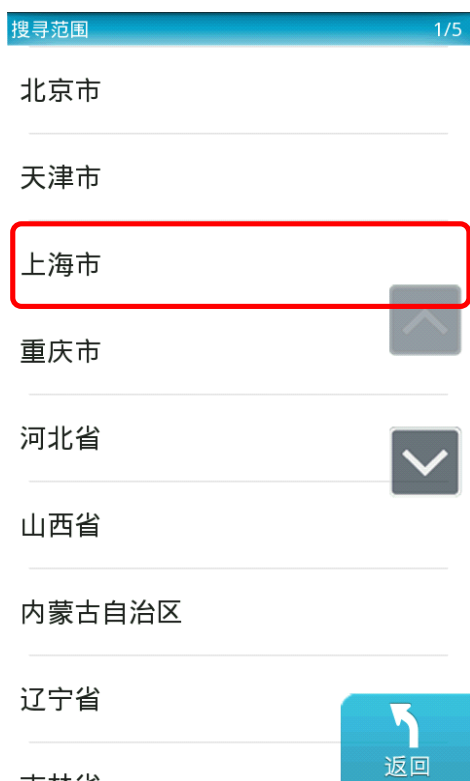 搜寻范围 1/5
北京市
天津市
上海市
重庆市
河北省
山西省
内蒙古自治区
辽宁省
返回